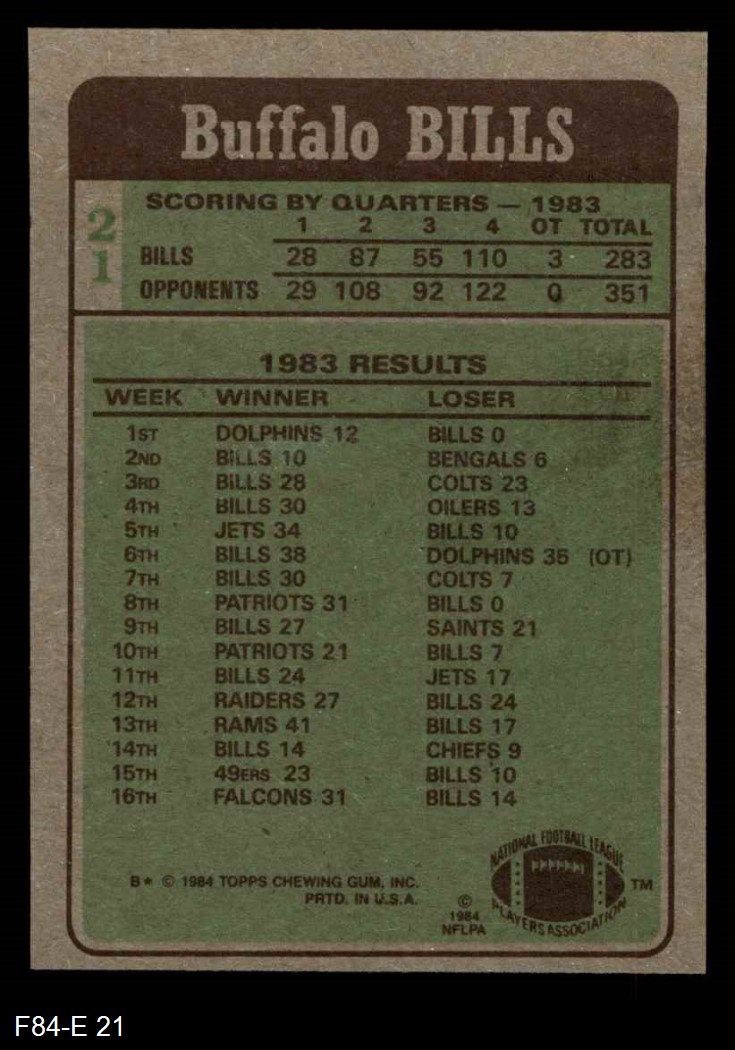 Buffalo BILLS
SCORING BY QUARTERS — 1983
1 2 3 4 OT TOTAL
21
BILLS 28 87 55 110 3 283
OPPONENTS 29 108 92 122 0 351
1983 RESULTS
WEEK WINNER LOSER
1ST DOLPHINS 12 BILLS 0
2ND BILLS 10 BENGALS 6
3RD BILLS 28 COLTS 23
4TH BILLS 30 OILERS 13
5TH JETS 34 BILLS 10
6TH BILLS 38 DOLPHINS 35 (OT)
7TH BILLS 30 COLTS 7
8TH PATRIOTS 31 BILLS 0
9TH BILLS 27 SAINTS 21
10TH PATRIOTS 21 BILLS 7
11TH BILLS 24 JETS 17
12TH RAIDERS 27 BILLS 24
13TH RAMS 41 BILLS 17
14TH BILLS 14 CHIEFS 9
15TH 49ERS 23 BILLS 10
16TH FALCONS 31 BILLS 14
B* © 1984 TOPPS CHEWING GUM, INC.
PRTD. IN U.S.A.
© 1984 NFLPA
NATIONAL FOOTBALL LEAGUE
PLAYERS ASSOCIATION
TM
F84-E 21